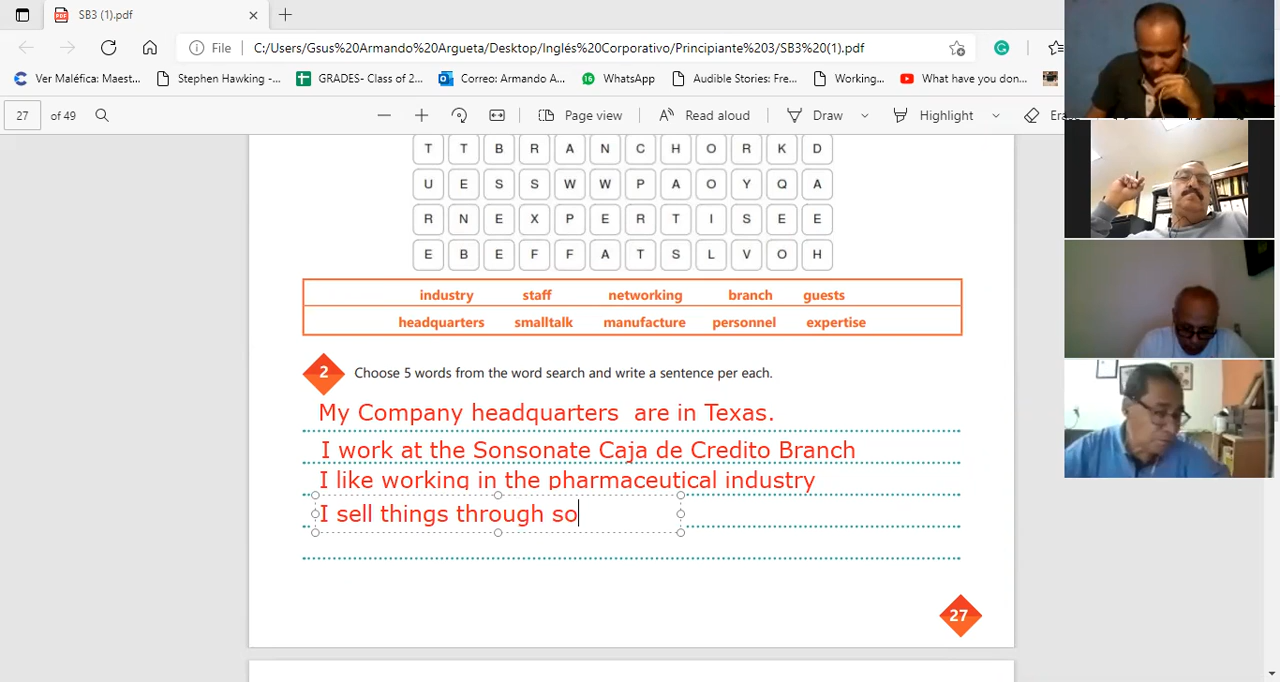 SB3 (1).pdf
File C:/Users/Gsus%20Armando%20Argueta/Desktop/Inglés%20Corporativo/Principiante%203/SB3%20(1).pdf
Ver Maléfica: Maest... Stephen Hawking -... GRADES- Class of 2... Correo: Armando A... 16 WhatsApp Audible Stories: Fre... Working... What have you don...
27 of 49 Page view Read aloud Draw Highlight
T T B R A N C H O R K D
U E S S W W P A O Y Q A
R N E X P E R T I S E E
E B E F F A T S L V O H
industry staff networking branch guests
headquarters smalltalk manufacture personnel expertise
2 Choose 5 words from the word search and write a sentence per each.
My Company headquarters are in Texas.
I work at the Sonsonate Caja de Credito Branch
I like working in the pharmaceutical industry
I sell things through so
27